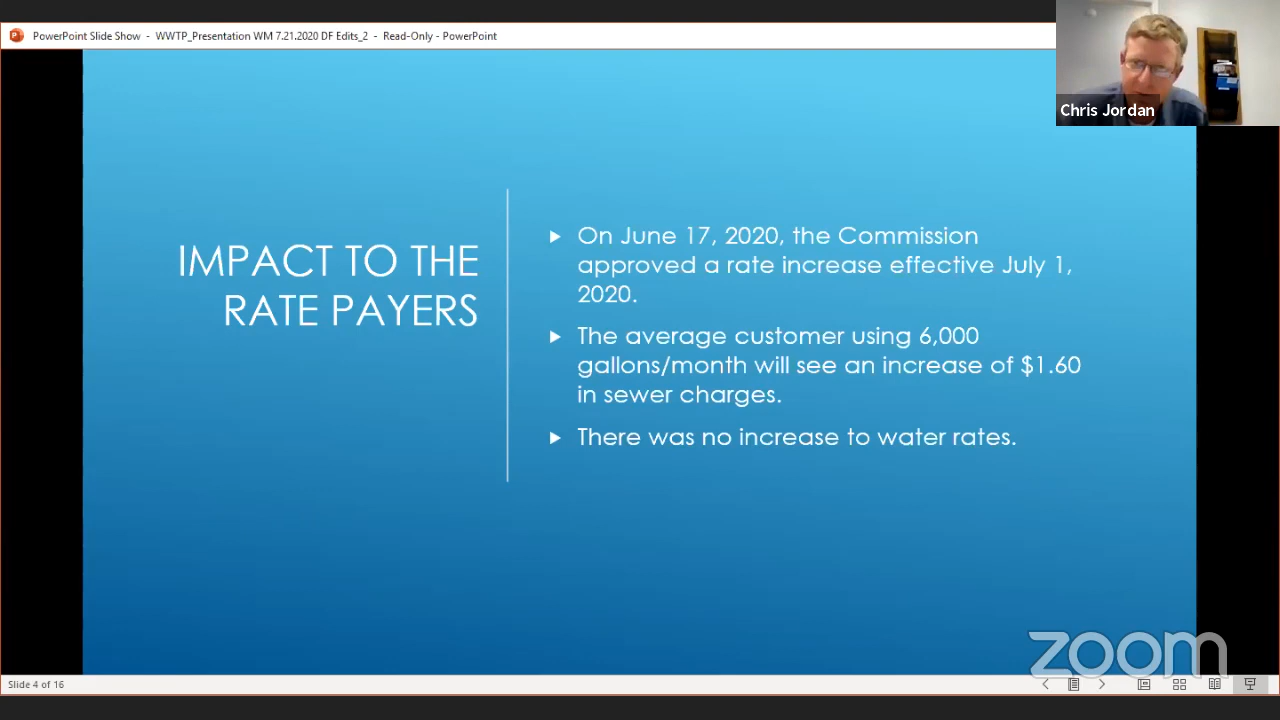 PowerPoint Slide Show - WWTP_Presentation WM 7.21.2020 DF Edits_2 - Read-Only - PowerPoint
Chris Jordan
IMPACT TO THE
RATE PAYERS
On June 17, 2020, the Commission
approved a rate increase effective July 1,
2020.
The average customer using 6,000
gallons/month will see an increase of $1.60
in sewer charges.
There was no increase to water rates.
zoom
Slide 4 of 16